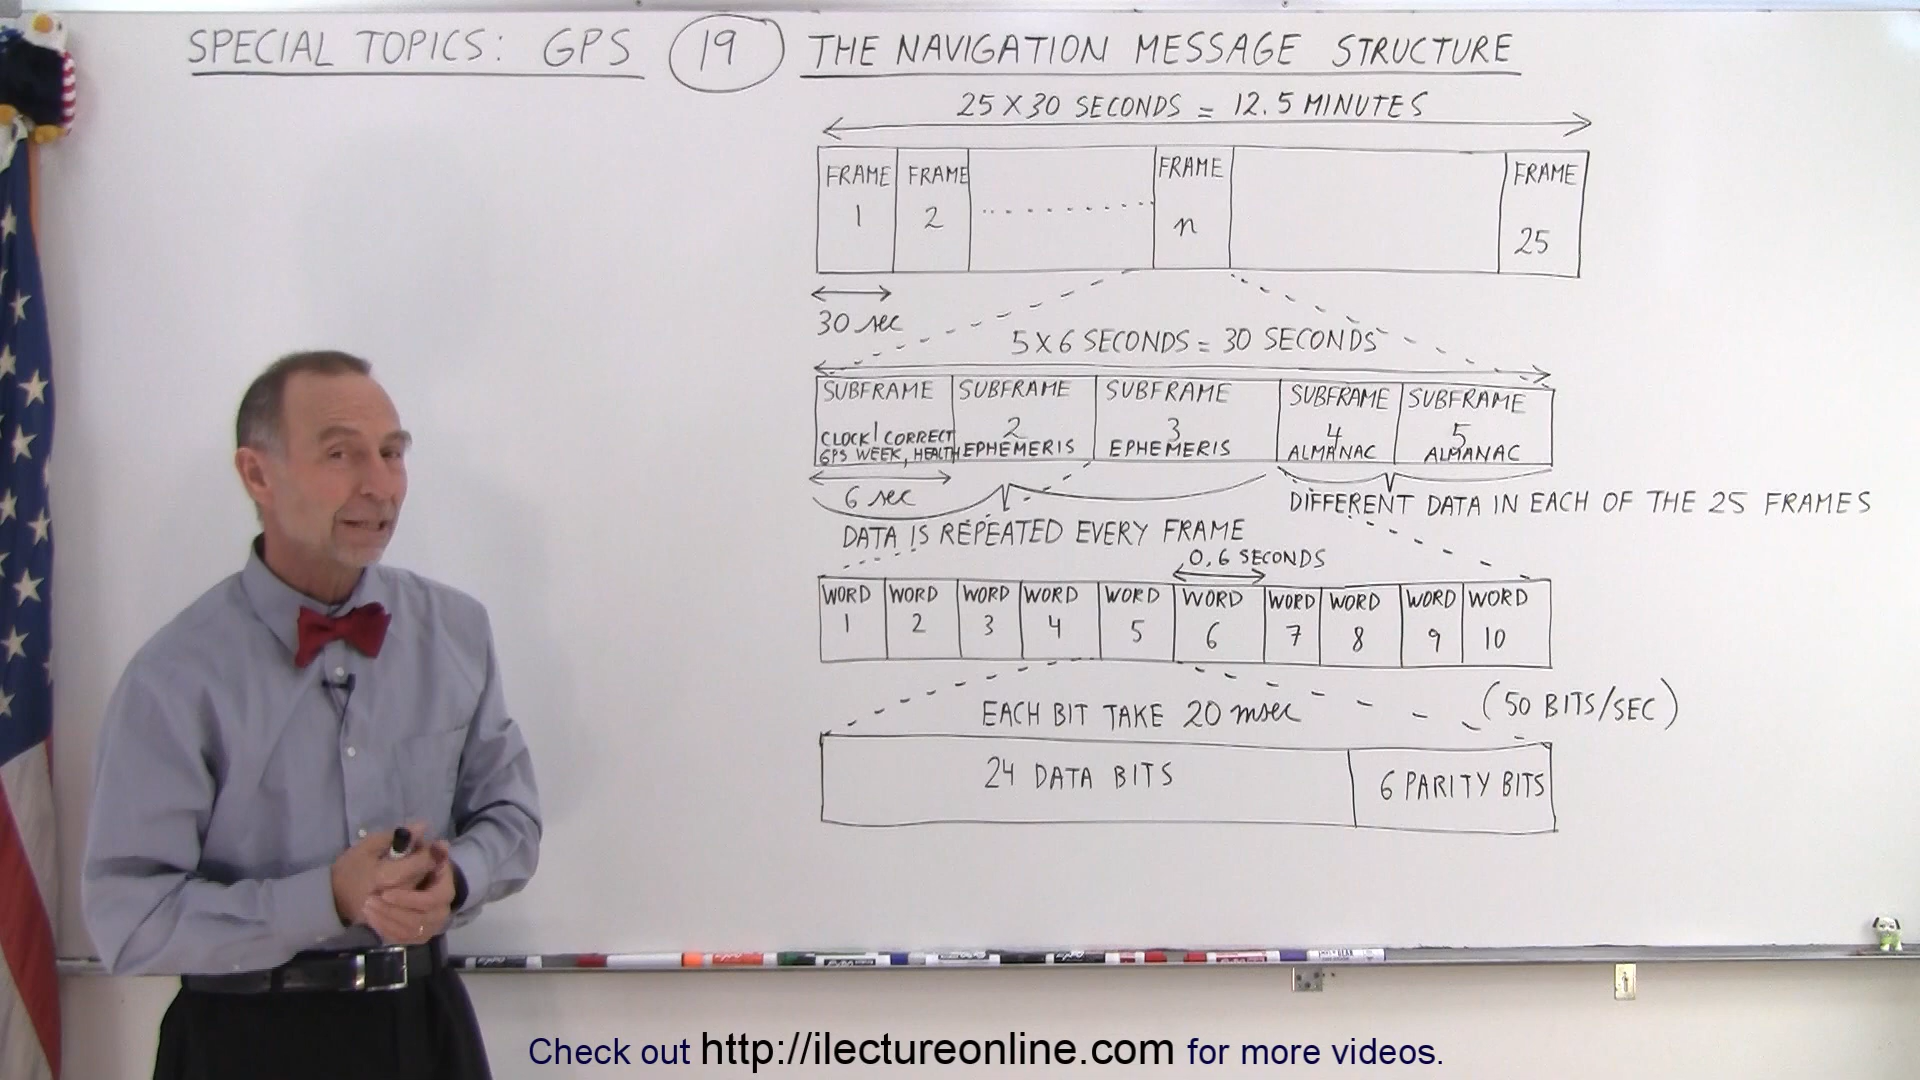 SPECIAL TOPICS: GPS 19 THE NAVIGATION MESSAGE STRUCTURE
25 X 30 SECONDS = 12.5 MINUTES
FRAME FRAME FRAME FRAME
1 2 n 25
30 sec
5 X 6 SECONDS = 30 SECONDS
SUBFRAME SUBFRAME SUBFRAME SUBFRAME SUBFRAME
1 2 3 4 5
CLOCK CORRECT
GPS WEEK, HEALTH EPHEMERIS EPHEMERIS ALMANAC ALMANAC
6 sec
DIFFERENT DATA IN EACH OF THE 25 FRAMES
DATA IS REPEATED EVERY FRAME
0,6 SECONDS
WORD WORD WORD WORD WORD WORD WORD WORD WORD WORD
1 2 3 4 5 6 7 8 9 10
EACH BIT TAKE 20 msec (50 BITS/SEC)
24 DATA BITS 6 PARITY BITS
Check out http://ilectureonline.com for more videos.